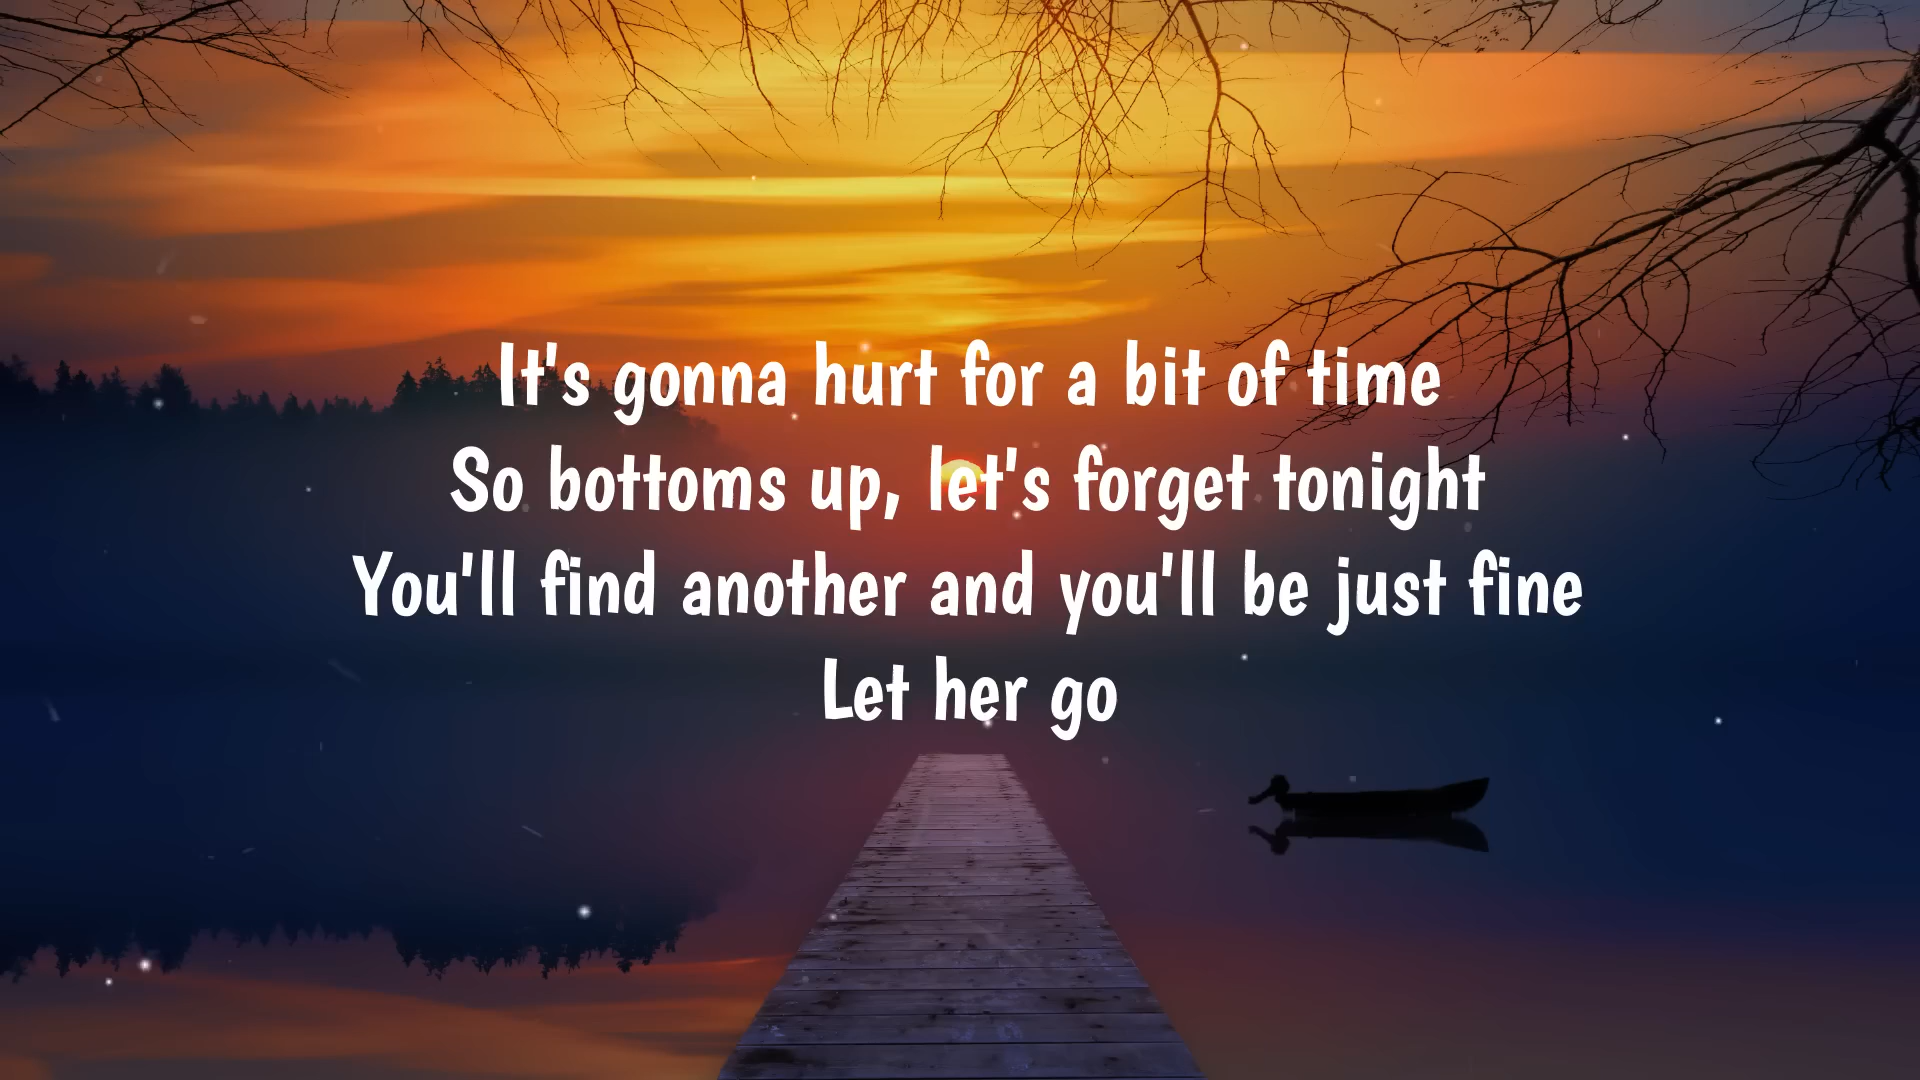 It's gonna hurt for a bit of time
So bottoms up, let's forget tonight
You'll find another and you'll be just fine
Let her go